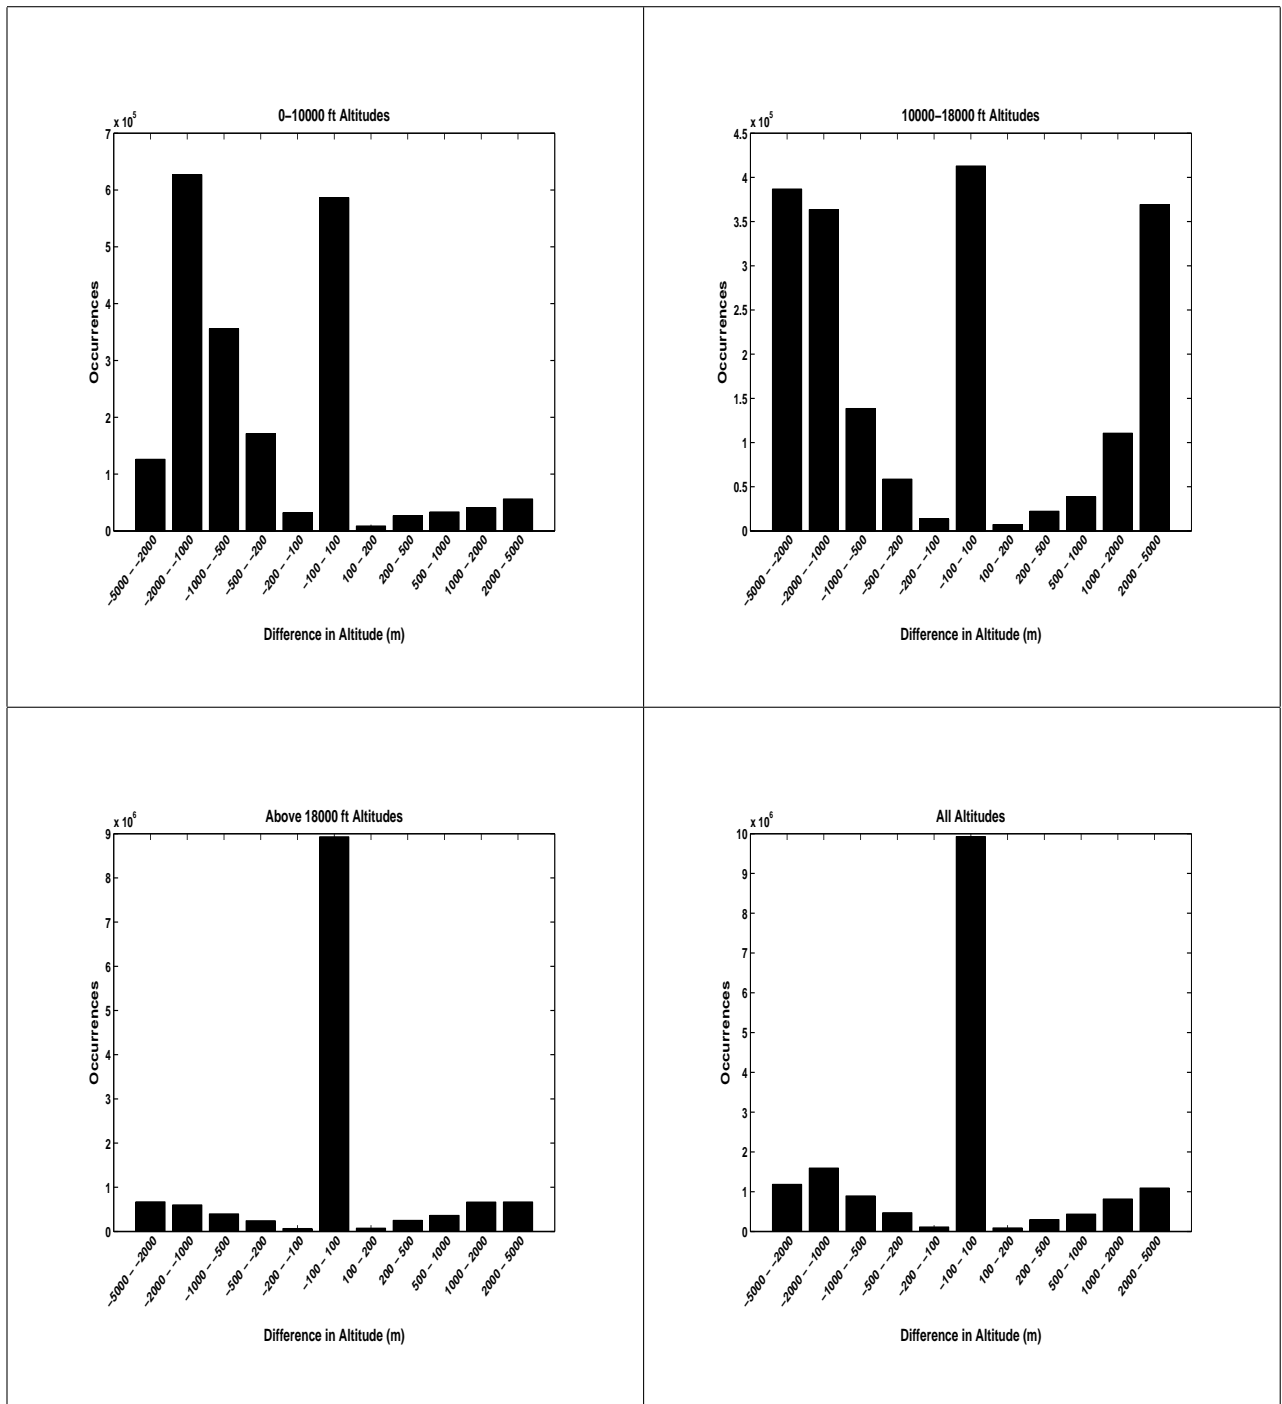 0–10000 ft Altitudes
x 10^5
7
6
5
4
3
2
1
0
Occurrences
–5000 – –2000
–2000 – –1000
–1000 – –500
–500 – –200
–200 – –100
–100 – 100
100 – 200
200 – 500
500 – 1000
1000 – 2000
2000 – 5000
Difference in Altitude (m)
10000–18000 ft Altitudes
x 10^5
4.5
4
3.5
3
2.5
2
1.5
1
0.5
0
Occurrences
–5000 – –2000
–2000 – –1000
–1000 – –500
–500 – –200
–200 – –100
–100 – 100
100 – 200
200 – 500
500 – 1000
1000 – 2000
2000 – 5000
Difference in Altitude (m)
Above 18000 ft Altitudes
x 10^6
9
8
7
6
5
4
3
2
1
0
Occurrences
–5000 – –2000
–2000 – –1000
–1000 – –500
–500 – –200
–200 – –100
–100 – 100
100 – 200
200 – 500
500 – 1000
1000 – 2000
2000 – 5000
Difference in Altitude (m)
All Altitudes
x 10^6
10
9
8
7
6
5
4
3
2
1
0
Occurrences
–5000 – –2000
–2000 – –1000
–1000 – –500
–500 – –200
–200 – –100
–100 – 100
100 – 200
200 – 500
500 – 1000
1000 – 2000
2000 – 5000
Difference in Altitude (m)